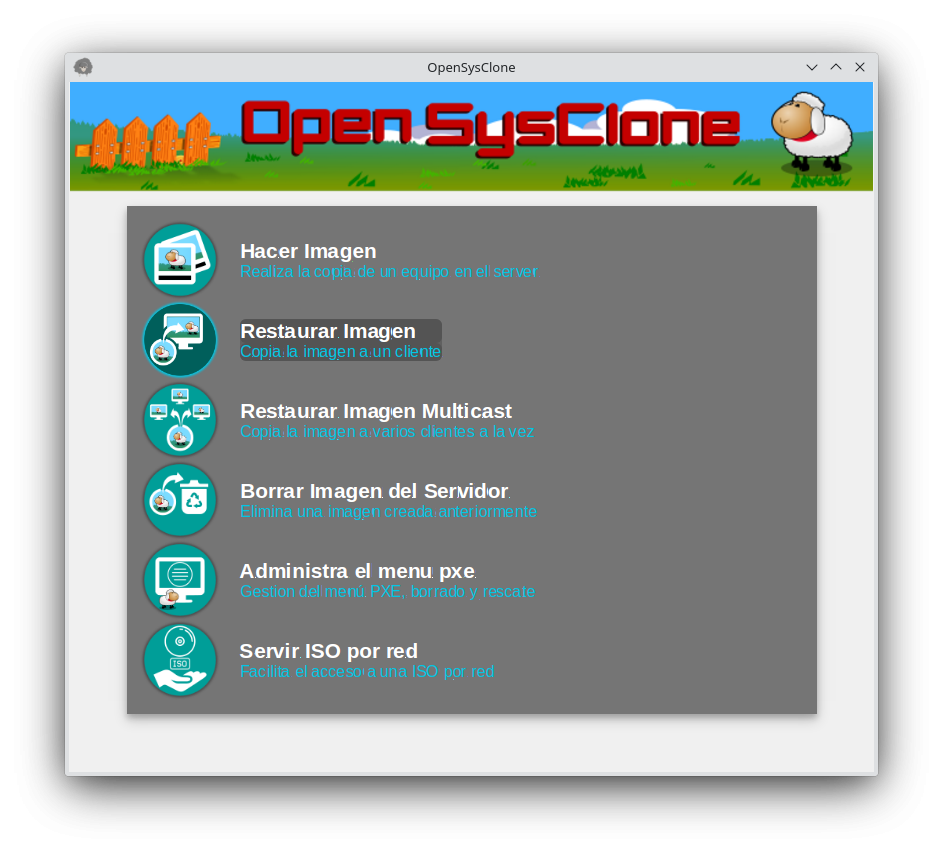 OpenSysClone
Open SysClone
Hacer Imagen
Realiza la copia de un equipo en el server
Restaurar Imagen
Copia la imagen a un cliente
Restaurar Imagen Multicast
Copia la imagen a varios clientes a la vez
Borrar Imagen del Servidor
Elimina una imagen creada anteriormente
Administra el menu pxe
Gestion del menú PXE, borrado y rescate
ISO
Servir ISO por red
Facilita el acceso a una ISO por red